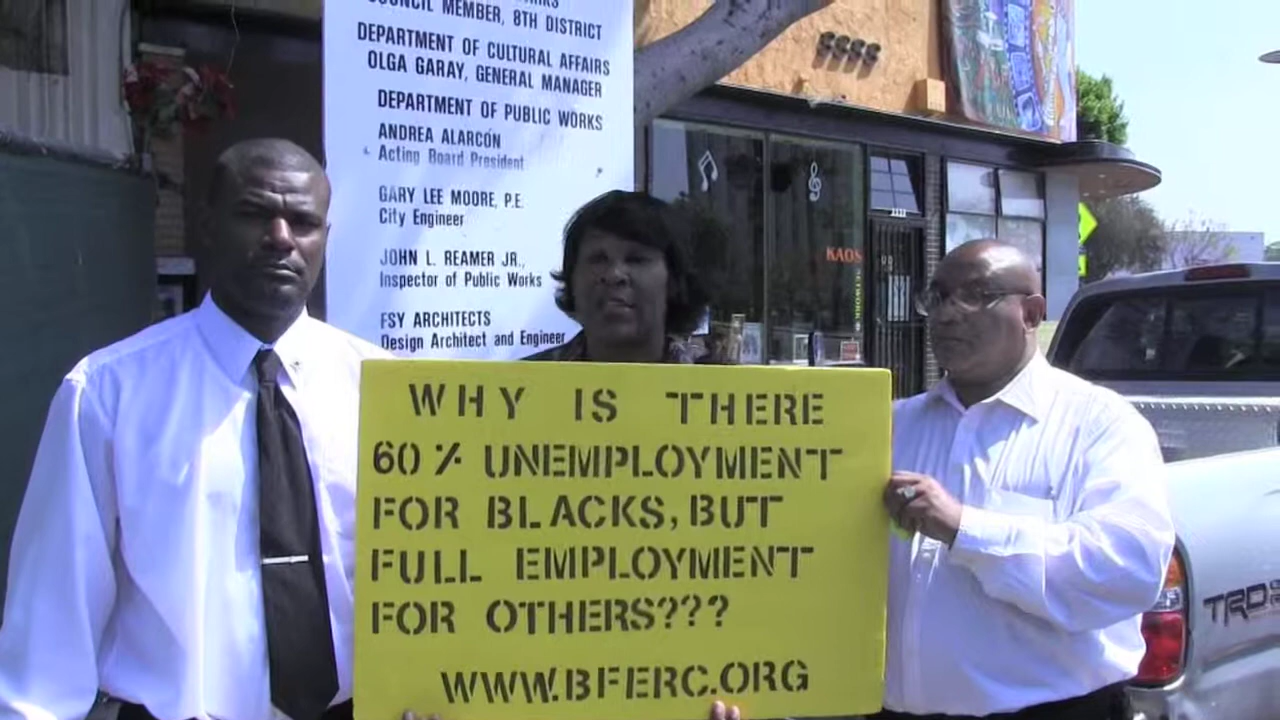 COUNCIL MEMBER, 8TH DISTRICT
DEPARTMENT OF CULTURAL AFFAIRS
OLGA GARAY, GENERAL MANAGER
DEPARTMENT OF PUBLIC WORKS
ANDREA ALARCÓN
Acting Board President
GARY LEE MOORE, P.E.
City Engineer
JOHN L. REAMER JR.,
Inspector of Public Works
FSY ARCHITECTS
Design Architect and Engineer
KAOS
NETWORK
WHY IS THERE
60% UNEMPLOYMENT
FOR BLACKS, BUT
FULL EMPLOYMENT
FOR OTHERS???
WWW.BFERC.ORG
TRD